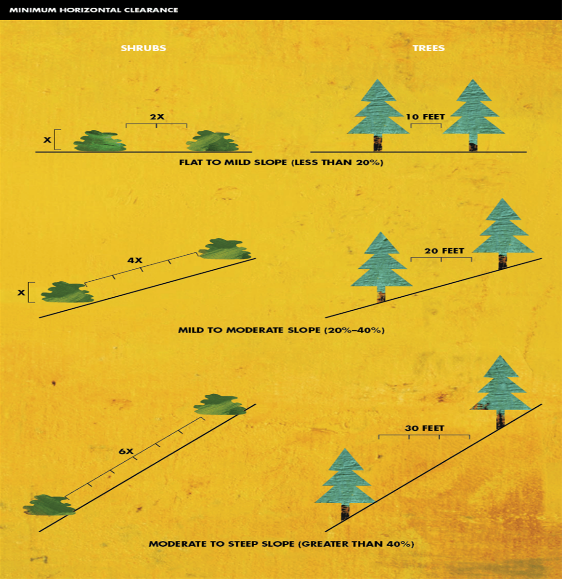 MINIMUM HORIZONTAL CLEARANCE
SHRUBS
TREES
2X
10 FEET
X
FLAT TO MILD SLOPE (LESS THAN 20%)
4X
20 FEET
X
MILD TO MODERATE SLOPE (20%–40%)
6X
30 FEET
MODERATE TO STEEP SLOPE (GREATER THAN 40%)